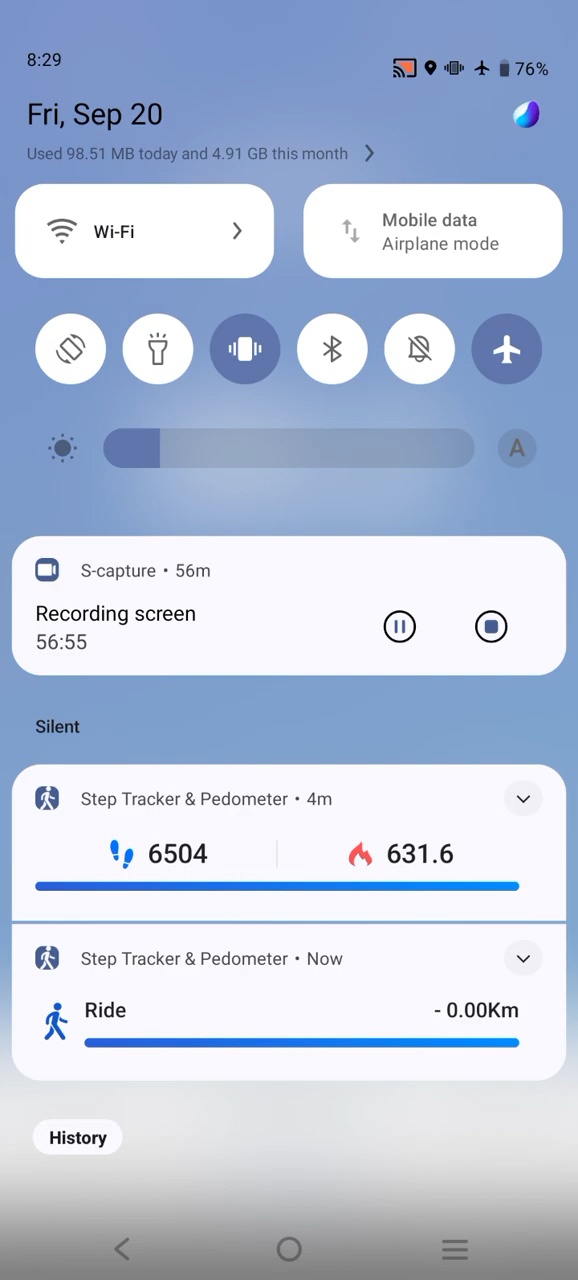 8:29
76%
Fri, Sep 20
Used 98.51 MB today and 4.91 GB this month
Wi-Fi
Mobile data
Airplane mode
A
S-capture • 56m
Recording screen
56:55
Silent
Step Tracker & Pedometer • 4m
6504
631.6
Step Tracker & Pedometer • Now
Ride
- 0.00Km
History